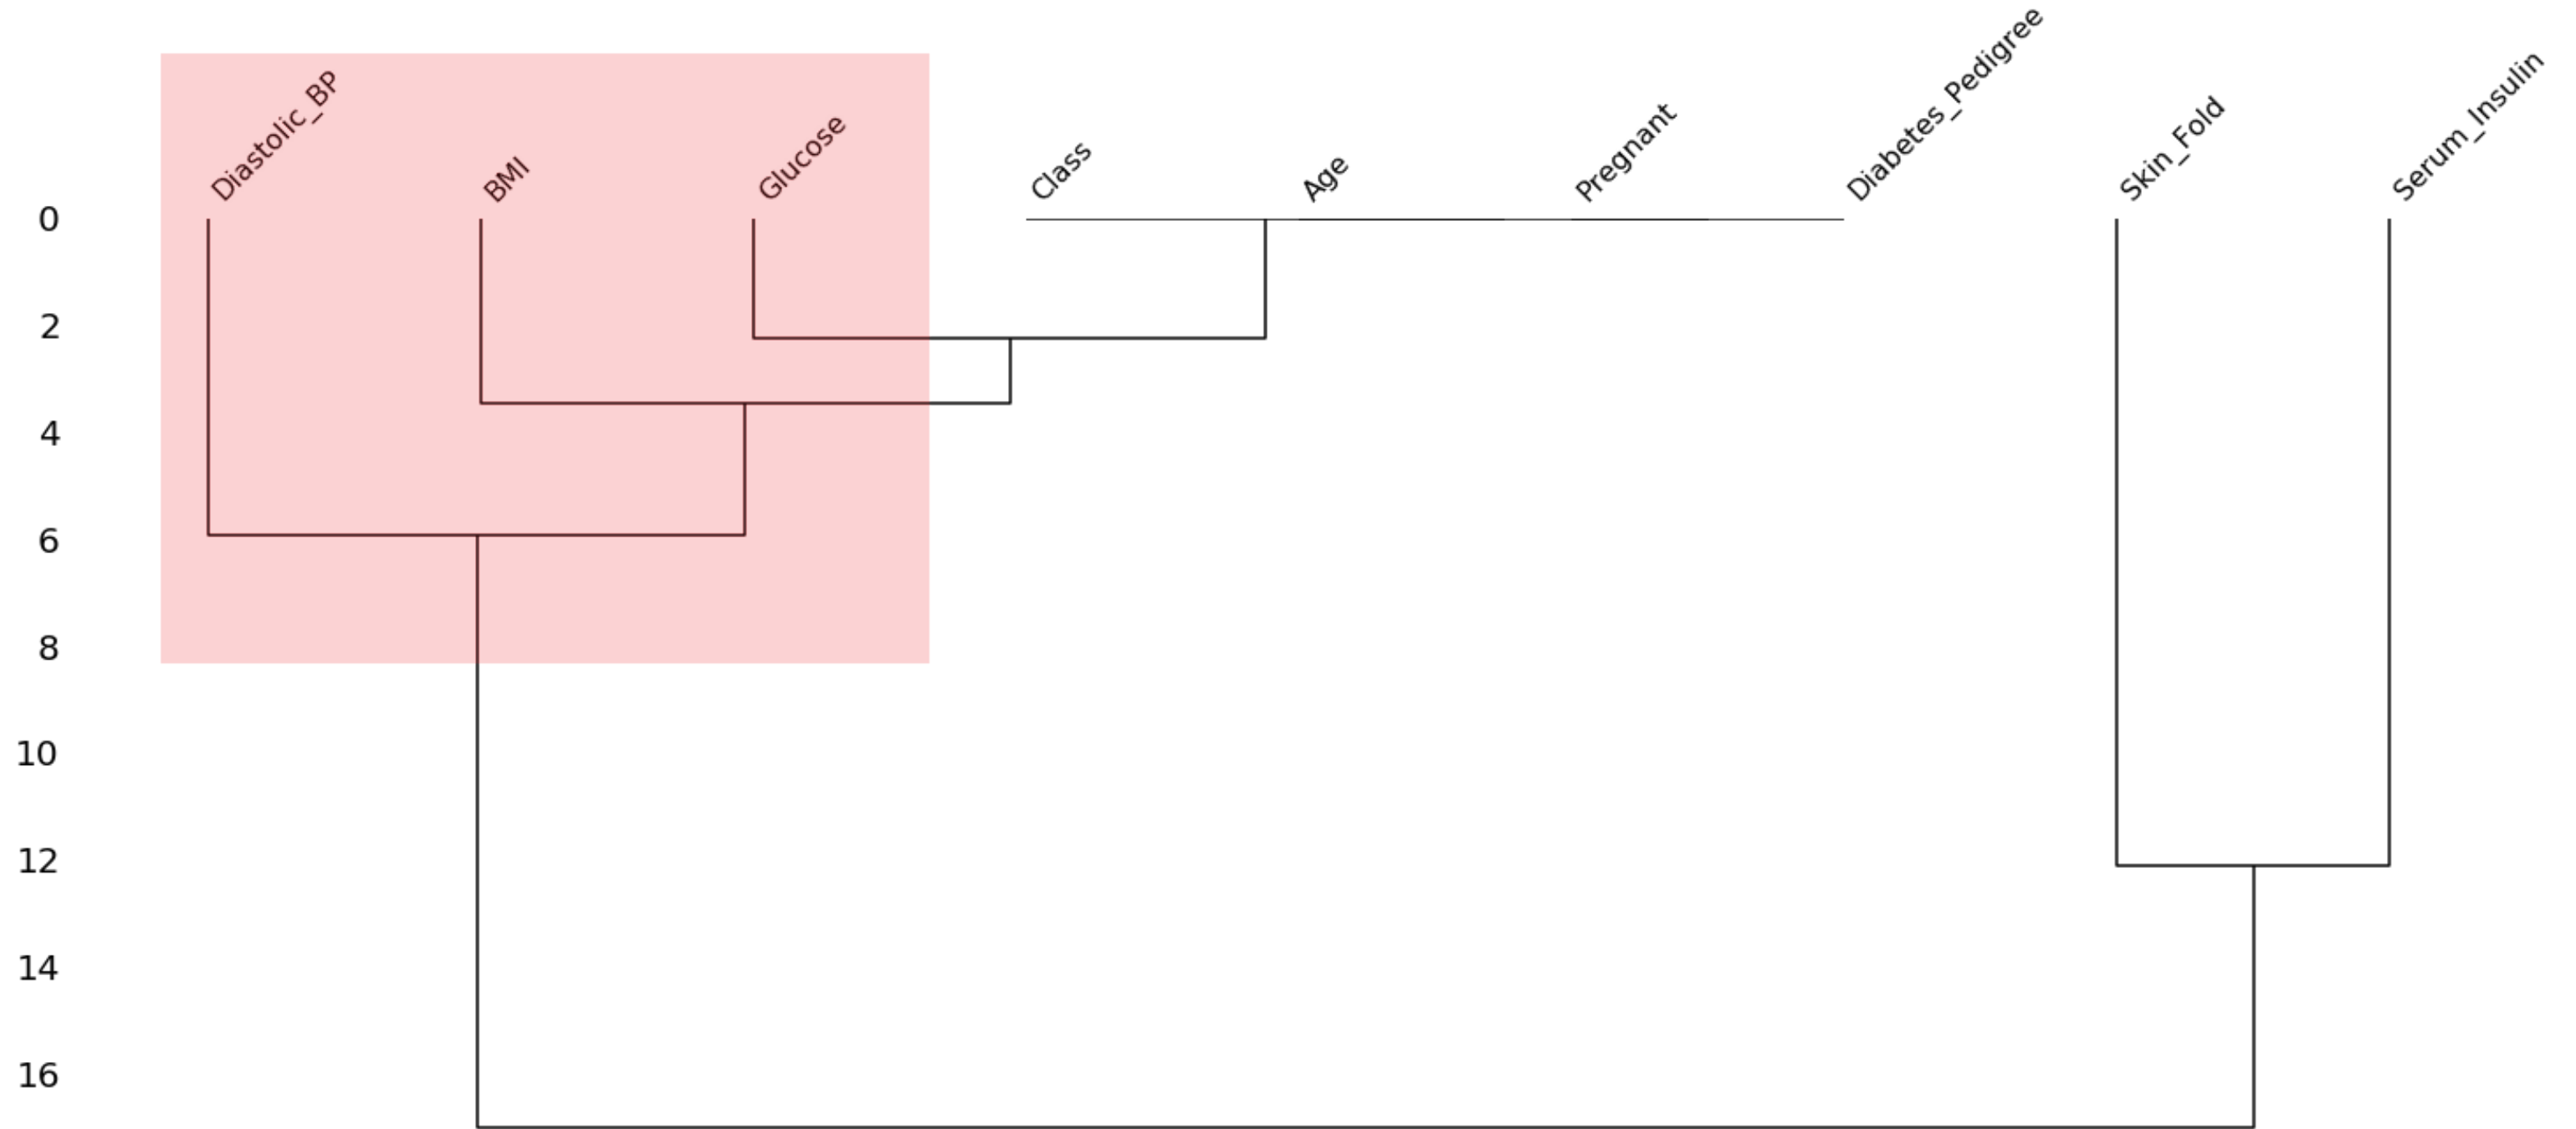 Diastolic_BP
BMI
Glucose
Class
Age
Pregnant
Diabetes_Pedigree
Skin_Fold
Serum_Insulin
0
2
4
6
8
10
12
14
16